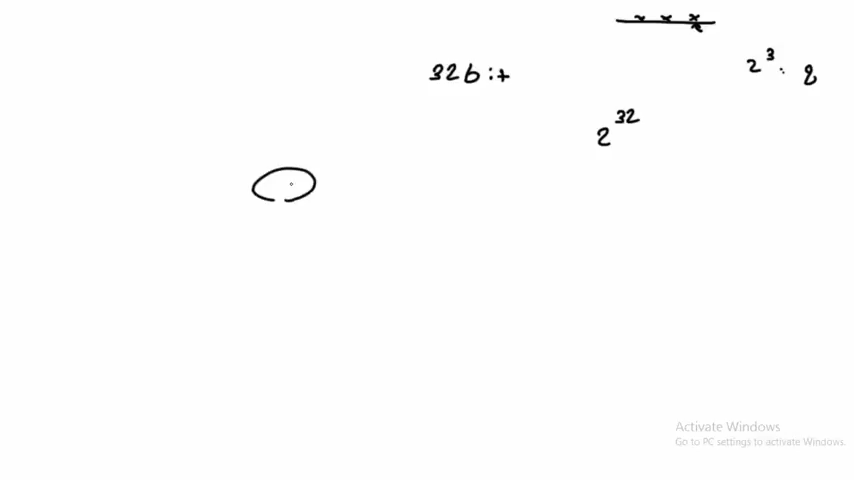 x x x
2³ : 8
32bit
2³²
Activate Windows
Go to PC settings to activate Windows.